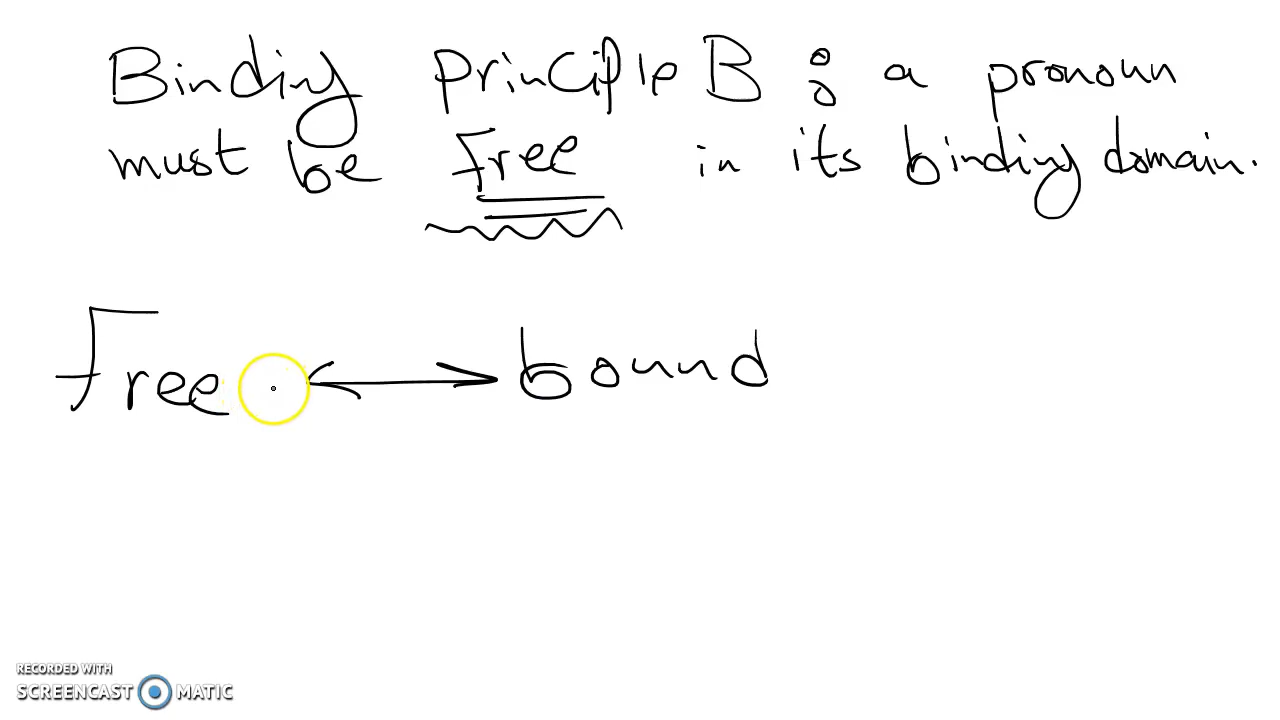 Binding principle B : a pronoun
must be free in its binding domain.
Free ↔ bound
RECORDED WITH
SCREENCAST MATIC